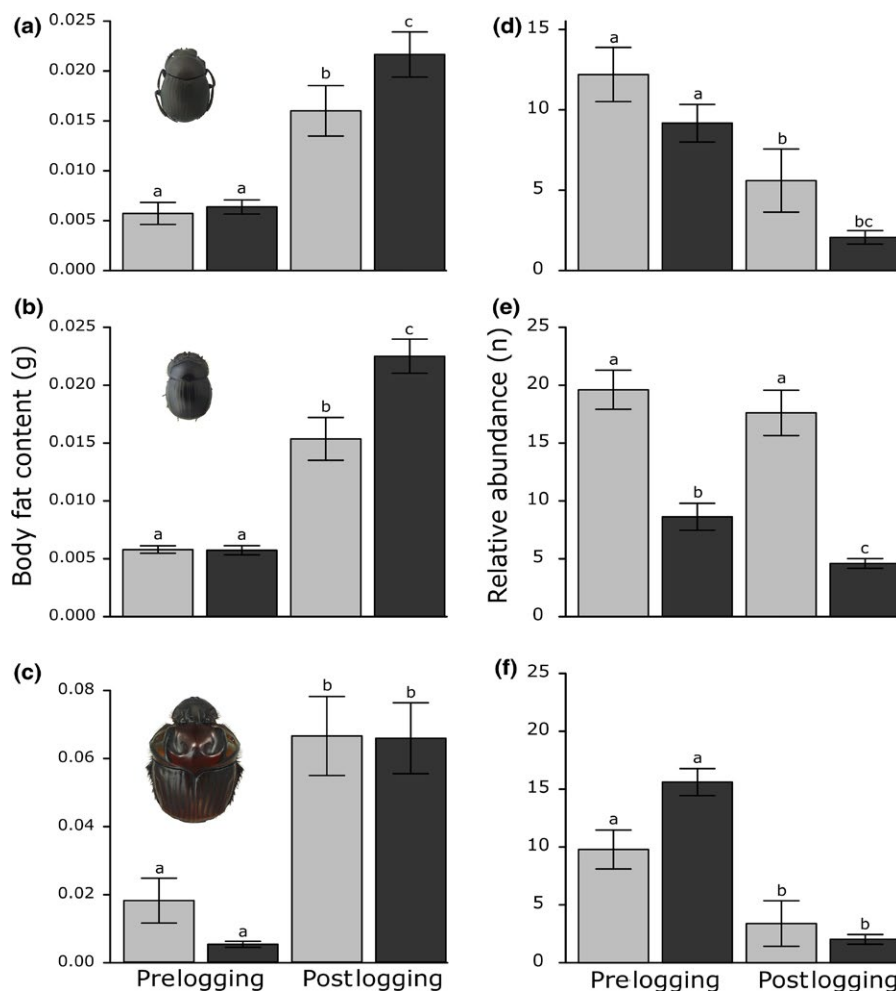 (a)
0.025
0.020
0.015
0.010
0.005
0.000
a
a
b
c
(d)
15
10
5
0
a
a
b
bc
(b)
0.025
0.020
0.015
0.010
0.005
0.000
a
a
b
c
(e)
25
20
15
10
5
0
a
b
a
c
Body fat content (g)
Relative abundance (n)
(c)
0.08
0.06
0.04
0.02
0.00
a
a
b
b
Prelogging Postlogging
(f)
25
20
15
10
5
0
a
a
b
b
Prelogging Postlogging